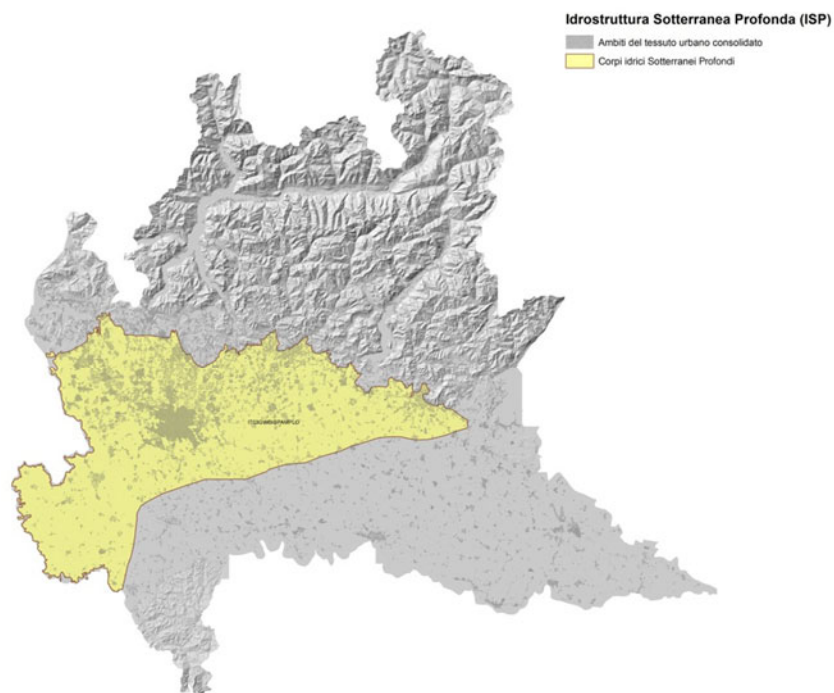 Idrostruttura Sotterranea Profonda (ISP)
Ambiti del tessuto urbano consolidato
Corpi idrici Sotterranei Profondi